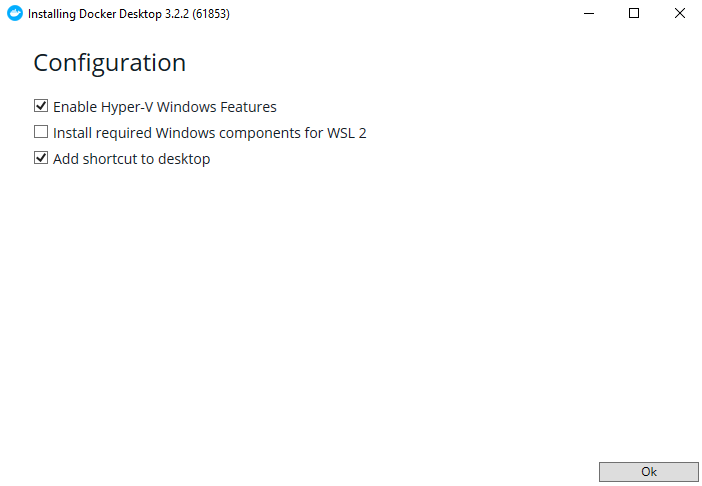 Installing Docker Desktop 3.2.2 (61853)
Configuration
Enable Hyper-V Windows Features
Install required Windows components for WSL 2
Add shortcut to desktop
Ok